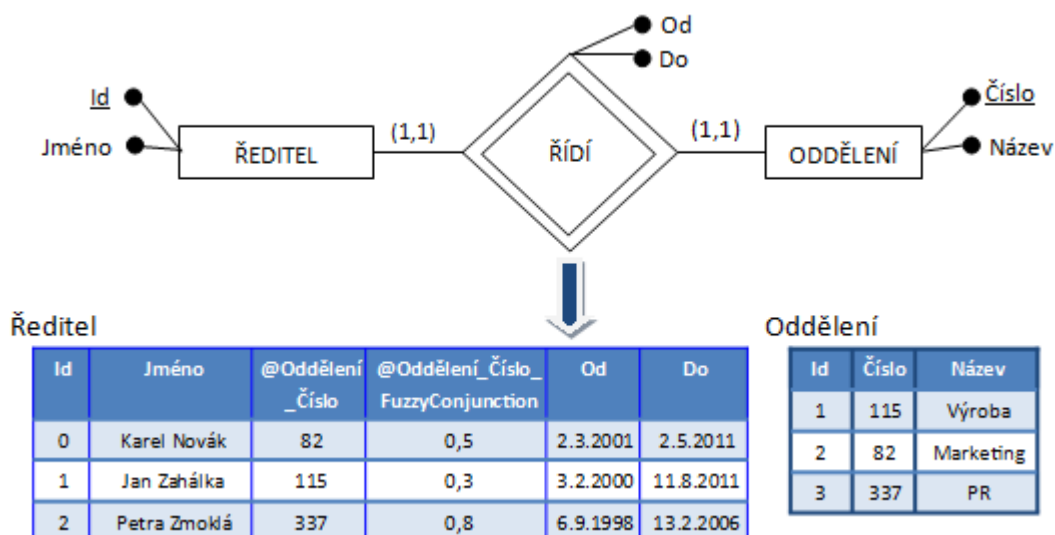 Od
Do
Id
Číslo
(1,1)
(1,1)
Jméno
ŘEDITEL
ŘÍDÍ
ODDĚLENÍ
Název
Ředitel
Oddělení
Id Jméno @Oddělení @Oddělení_Číslo_ Od Do
_Číslo FuzzyConjunction
0 Karel Novák 82 0,5 2.3.2001 2.5.2011
1 Jan Zahálka 115 0,3 3.2.2000 11.8.2011
2 Petra Zmoklá 337 0,8 6.9.1998 13.2.2006
Id Číslo Název
1 115 Výroba
2 82 Marketing
3 337 PR